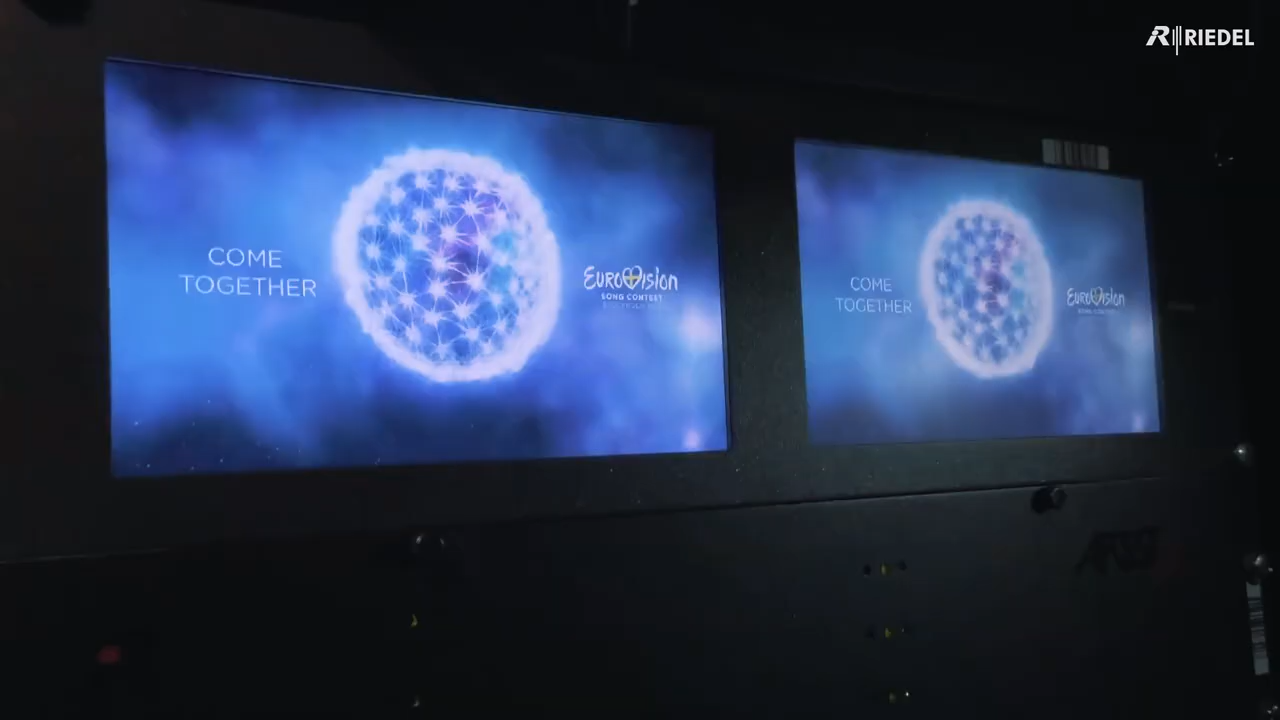 RIEDEL
COME
TOGETHER
EUROVISION
SONG CONTEST
COME
TOGETHER
EUROVISION
SONG CONTEST